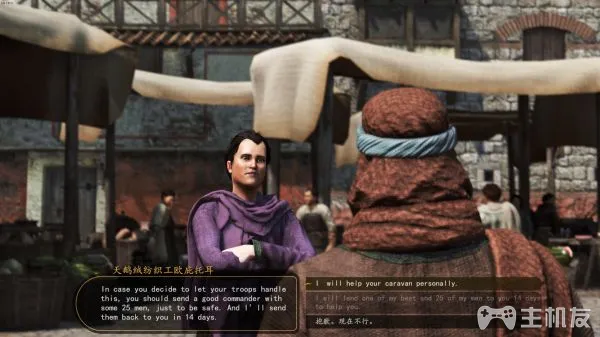 天鹅绒纺织工欧庇托耳
In case you decide to let your troops handle
this, you should send a good commander with
some 25 men, just to be safe. And I'll send
them back to you in 14 days.
I will help your caravan personally.
I will lend one of my best and 25 of my men to you 14 days
to help you.
抱歉。现在不行。
主机友